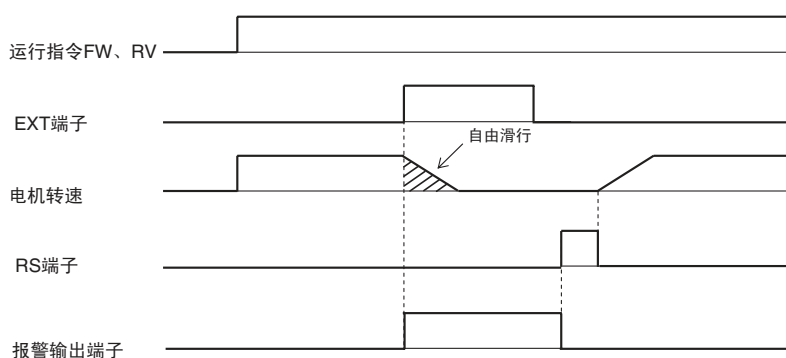 运行指令FW、RV
EXT端子
自由滑行
电机转速
RS端子
报警输出端子